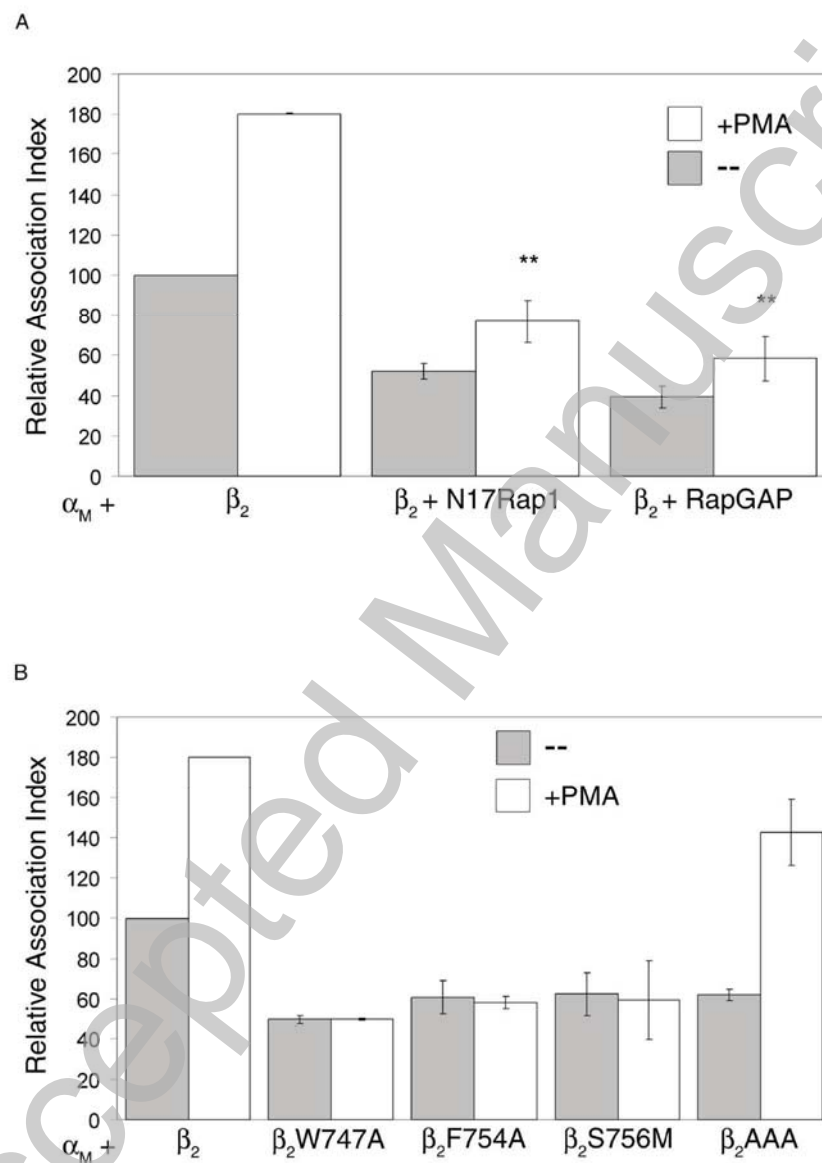 A
Relative Association Index
200
180
160
140
120
100
80
60
40
20
0
+PMA
--
**
**
αM + β2 β2 + N17Rap1 β2 + RapGAP
B
Relative Association Index
200
180
160
140
120
100
80
60
40
20
0
--
+PMA
αM + β2 β2W747A β2F754A β2S756M β2AAA
cepted Manuscri